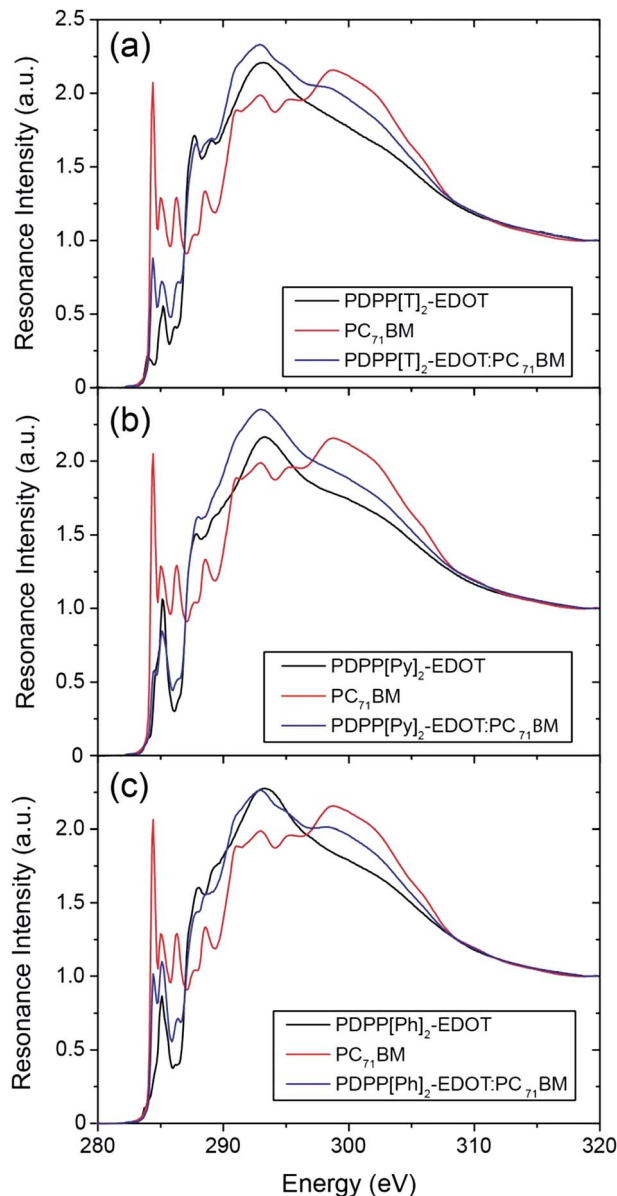 (a)
Resonance Intensity (a.u.)
2.5
2.0
1.5
1.0
0.5
0
PDPP[T]₂-EDOT
PC₇₁BM
PDPP[T]₂-EDOT:PC₇₁BM
(b)
Resonance Intensity (a.u.)
2.0
1.5
1.0
0.5
0
PDPP[Py]₂-EDOT
PC₇₁BM
PDPP[Py]₂-EDOT:PC₇₁BM
(c)
Resonance Intensity (a.u.)
2.0
1.5
1.0
0.5
0
PDPP[Ph]₂-EDOT
PC₇₁BM
PDPP[Ph]₂-EDOT:PC₇₁BM
280 290 300 310 320
Energy (eV)